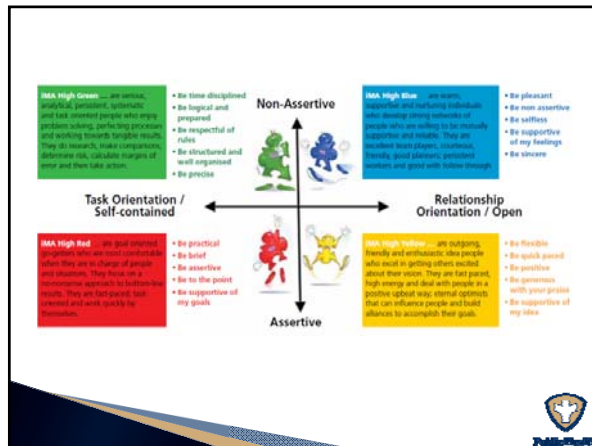 iMA High Green ... are serious,
analytical, persistent, systematic
and task oriented people who enjoy
problem solving, perfecting processes
and working towards tangible results.
They do research, make comparisons,
determine risk, calculate margins of
error and then take action.
• Be time disciplined
• Be logical and
prepared
• Be respectful of
rules
• Be structured and
well organised
• Be precise
Non-Assertive
iMA High Blue ... are warm,
supportive and nurturing individuals
who develop strong networks of
people who are willing to be mutually
supportive and reliable. They are
excellent team players, courteous,
friendly, good planners, persistent
workers and good with follow through.
• Be pleasant
• Be non assertive
• Be selfless
• Be supportive
of my feelings
• Be sincere
Task Orientation /
Self-contained
Relationship
Orientation / Open
iMA High Red ... are goal oriented
go-getters who are most comfortable
when they are in charge of people
and situations. They focus on a
no-nonsense approach to bottom-line
results. They are fast-paced, task
oriented and work quickly by
themselves.
• Be practical
• Be brief
• Be assertive
• Be to the point
• Be supportive of
my goals
Assertive
iMA High Yellow ... are outgoing,
friendly and enthusiastic idea people
who excel in getting others excited
about their vision. They are fast paced,
high energy and deal with people in a
positive upbeat way; eternal optimists
that can influence people and build
alliances to accomplish their goals.
• Be flexible
• Be quick paced
• Be positive
• Be generous
with your praise
• Be supportive of
my idea